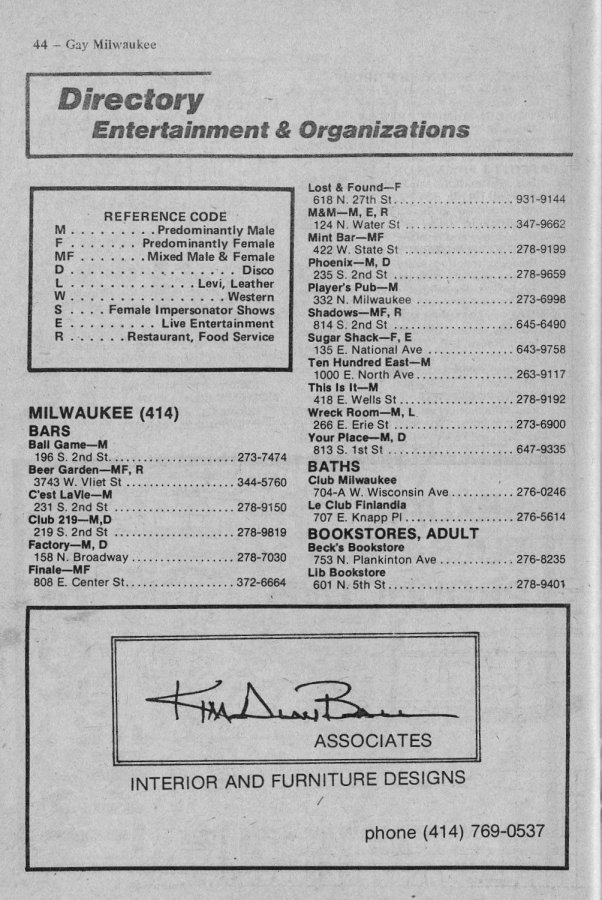 44 – Gay Milwaukee
Directory
Entertainment & Organizations
REFERENCE CODE
M . . . . . . . . . Predominantly Male
F . . . . . . . Predominantly Female
MF . . . . . . . Mixed Male & Female
D . . . . . . . . . . . . . . . . . . Disco
L . . . . . . . . . . . . . Levi, Leather
W . . . . . . . . . . . . . . . . Western
S . . . . Female Impersonator Shows
E . . . . . . . . . Live Entertainment
R . . . . . . Restaurant, Food Service
MILWAUKEE (414)
BARS
Ball Game—M
196 S. 2nd St. . . . . . . . . . . . . . . . . . . . 273-7474
Beer Garden—MF, R
3743 W. Vliet St . . . . . . . . . . . . . . . . . 344-5760
C'est LaVie—M
231 S. 2nd St . . . . . . . . . . . . . . . . . . . 278-9150
Club 219—M,D
219 S. 2nd St . . . . . . . . . . . . . . . . . . . 278-9819
Factory—M, D
158 N. Broadway . . . . . . . . . . . . . . . . 278-7030
Finale—MF
808 E. Center St. . . . . . . . . . . . . . . . . . 372-6664
Lost & Found—F
618 N. 27th St. . . . . . . . . . . . . . . . . . . 931-9144
M&M—M, E, R
124 N. Water St . . . . . . . . . . . . . . . . . 347-9662
Mint Bar—MF
422 W. State St . . . . . . . . . . . . . . . . . 278-9199
Phoenix—M, D
235 S. 2nd St . . . . . . . . . . . . . . . . . . . 278-9659
Player's Pub—M
332 N. Milwaukee . . . . . . . . . . . . . . . 273-6998
Shadows—MF, R
814 S. 2nd St . . . . . . . . . . . . . . . . . . . 645-6490
Sugar Shack—F, E
135 E. National Ave . . . . . . . . . . . . . 643-9758
Ten Hundred East—M
1000 E. North Ave . . . . . . . . . . . . . . . 263-9117
This Is It—M
418 E. Wells St . . . . . . . . . . . . . . . . . . 278-9192
Wreck Room—M, L
266 E. Erie St . . . . . . . . . . . . . . . . . . . 273-6900
Your Place—M, D
813 S. 1st St . . . . . . . . . . . . . . . . . . . . 647-9335
BATHS
Club Milwaukee
704-A W. Wisconsin Ave . . . . . . . . . . 276-0246
Le Club Finlandia
707 E. Knapp Pl . . . . . . . . . . . . . . . . . 276-5614
BOOKSTORES, ADULT
Beck's Bookstore
753 N. Plankinton Ave . . . . . . . . . . . . 276-8235
Lib Bookstore
601 N. 5th St . . . . . . . . . . . . . . . . . . . . 278-9401
ASSOCIATES
INTERIOR AND FURNITURE DESIGNS
phone (414) 769-0537